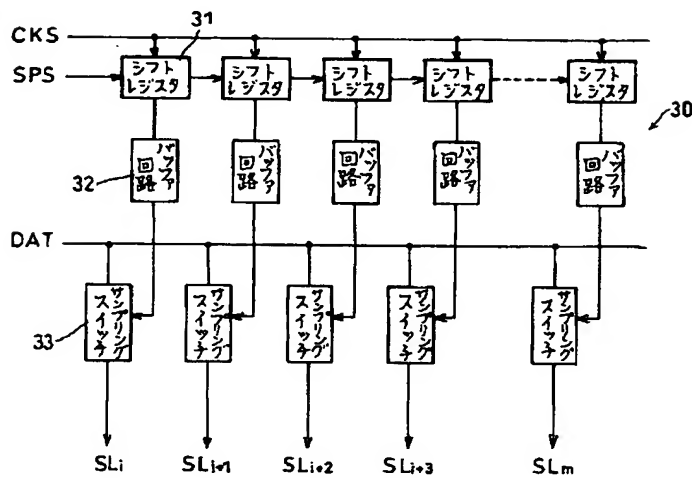 31
CKS
SPS
シフト
レジスタ
シフト
レジスタ
シフト
レジスタ
シフト
レジスタ
シフト
レジスタ
30
32
バッファ
回路
バッファ
回路
バッファ
回路
バッファ
回路
バッファ
回路
DAT
33
サンプリング
スイッチ
サンプリング
スイッチ
サンプリング
スイッチ
サンプリング
スイッチ
サンプリング
スイッチ
SLi
SLi+1
SLi+2
SLi+3
SLm